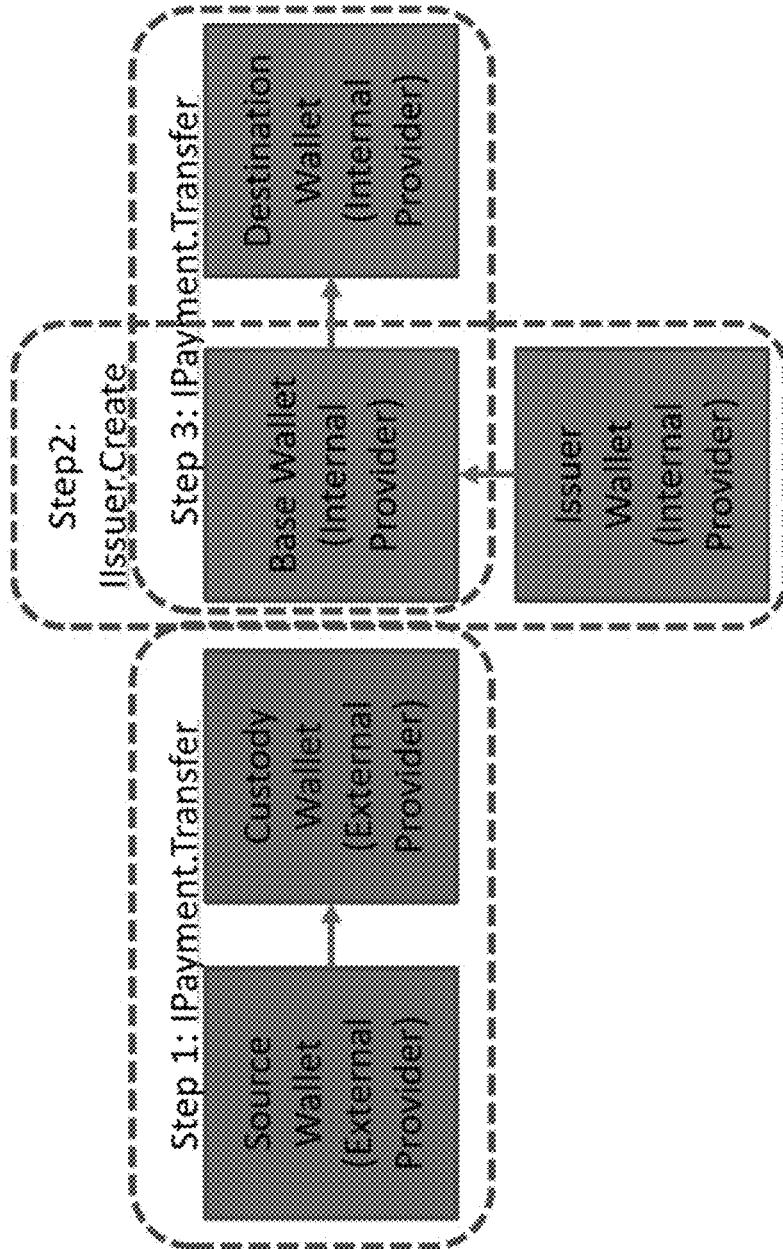 Step 1: IPayment.Transfer
Source
Wallet
(External
Provider)
Custody
Wallet
(External
Provider)
Step2:
IIssuer.Create
Step 3: IPayment.Transfer
Base Wallet
(Internal
Provider)
Destination
Wallet
(Internal
Provider)
Issuer
Wallet
(Internal
Provider)